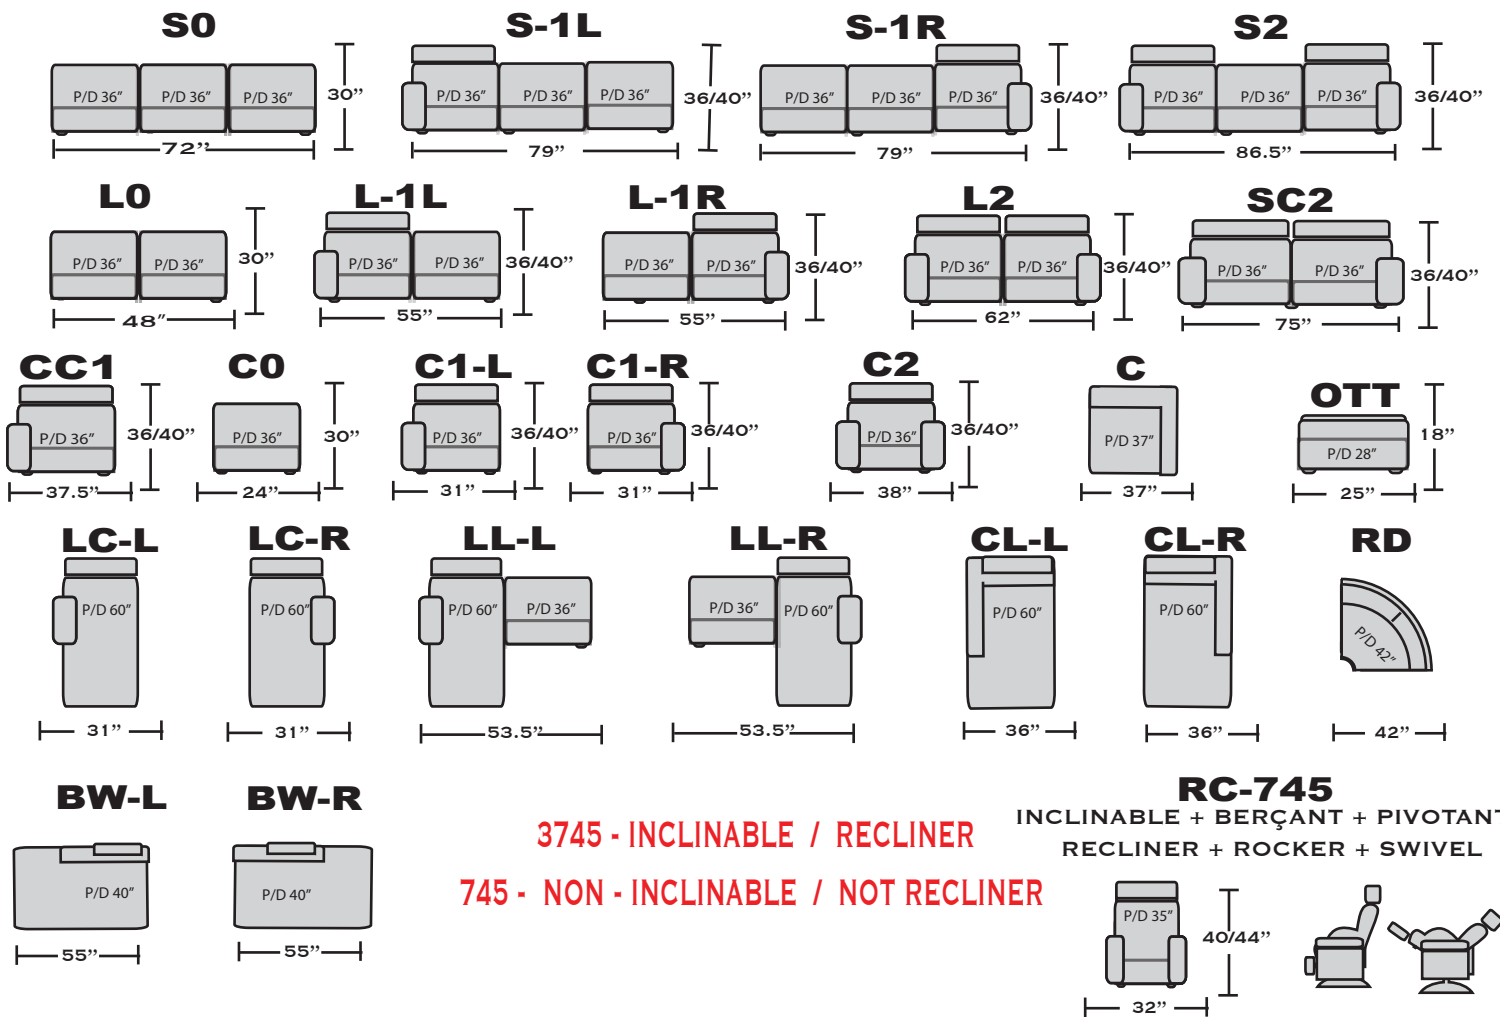 S0 S-1L S-1R S2
P/D 36” P/D 36” P/D 36” 30” P/D 36” P/D 36” P/D 36” 36/40” P/D 36” P/D 36” P/D 36” 36/40” P/D 36” P/D 36” P/D 36” 36/40”
72” 79” 79” 86.5”
L0 L-1L L-1R L2 SC2
P/D 36” P/D 36” 30” P/D 36” P/D 36” 36/40” P/D 36” P/D 36” 36/40” P/D 36” P/D 36” 36/40” P/D 36” P/D 36” 36/40”
48” 55” 55” 62” 75”
CC1 C0 C1-L C1-R C2 C OTT
P/D 36” 36/40” P/D 36” 30” P/D 36” 36/40” P/D 36” 36/40” P/D 36” 36/40” P/D 37” P/D 28” 18”
37.5” 24” 31” 31” 38” 37” 25”
LC-L LC-R LL-L LL-R CL-L CL-R RD
P/D 60” P/D 60” P/D 60” P/D 36” P/D 36” P/D 60” P/D 60” P/D 60” P/D 42”
31” 31” 53.5” 53.5” 36” 36” 42”
BW-L BW-R
P/D 40” P/D 40”
55” 55”
3745 - INCLINABLE / RECLINER
745 - NON - INCLINABLE / NOT RECLINER
RC-745
INCLINABLE + BERÇANT + PIVOTANT
RECLINER + ROCKER + SWIVEL
P/D 35” 40/44”
32”